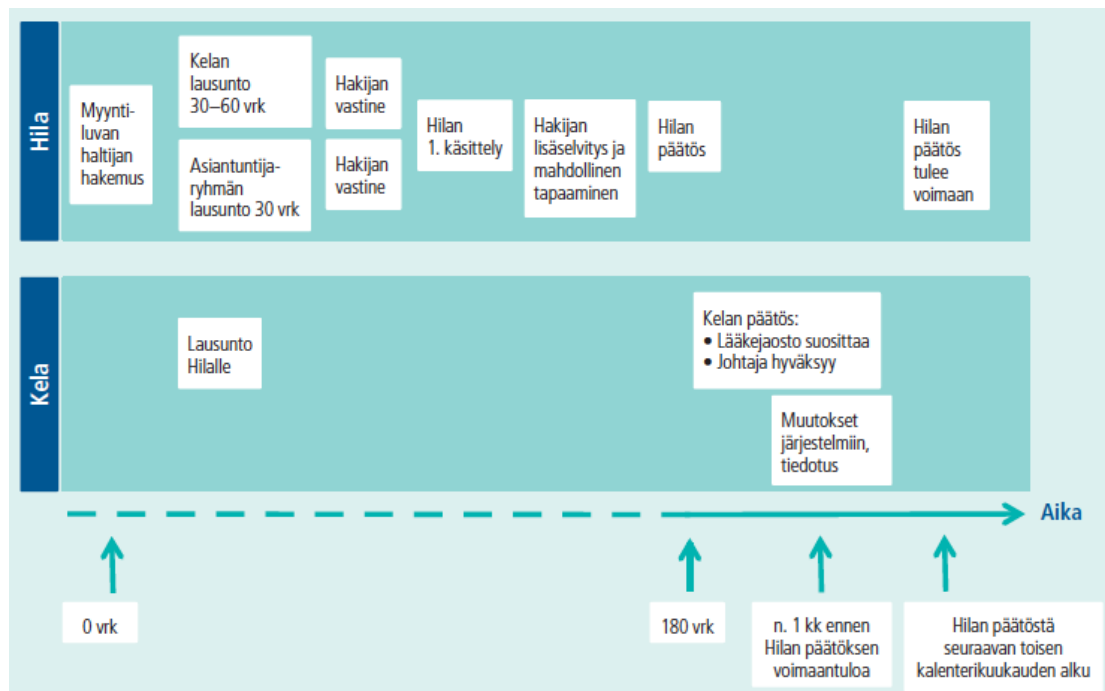 Hila
Myynti-
luvan
haltijan
hakemus
Kelan
lausunto
30–60 vrk
Asiantuntija-
ryhmän
lausunto 30 vrk
Hakijan
vastine
Hakijan
vastine
Hilan
1. käsittely
Hakijan
lisäselvitys ja
mahdollinen
tapaaminen
Hilan
päätös
Hilan
päätös
tulee
voimaan
Kela
Lausunto
Hilalle
Kelan päätös:
• Lääkejaosto suosittaa
• Johtaja hyväksyy
Muutokset
järjestelmiin,
tiedotus
Aika
0 vrk
180 vrk
n. 1 kk ennen
Hilan päätöksen
voimaantuloa
Hilan päätöstä
seuraavan toisen
kalenterikuukauden alku